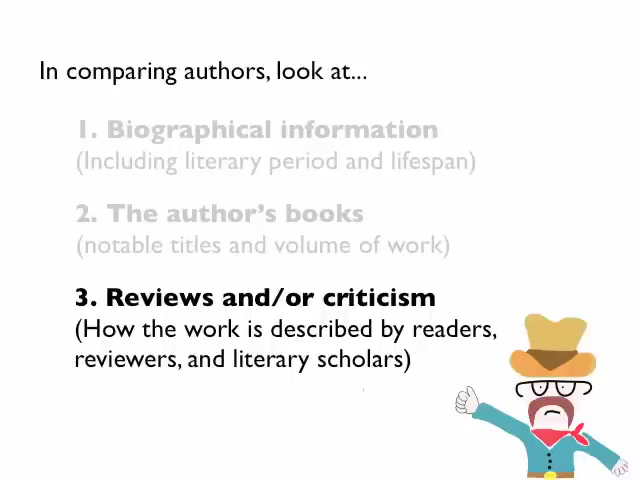 In comparing authors, look at...
1. Biographical information
(Including literary period and lifespan)
2. The author's books
(notable titles and volume of work)
3. Reviews and/or criticism
(How the work is described by readers,
reviewers, and literary scholars)